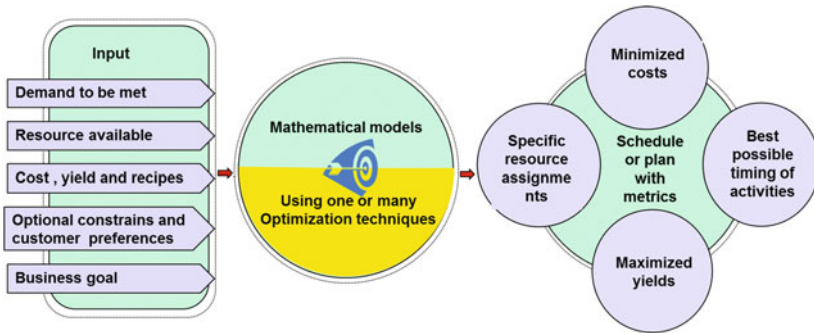 Input
Demand to be met
Resource available
Cost , yield and recipes
Optional constrains and
customer preferences
Business goal
Mathematical models
Using one or many
Optimization techniques
Minimized
costs
Specific
resource
assignme
nts
Schedule
or plan
with
metrics
Best
possible
timing of
activities
Maximized
yields